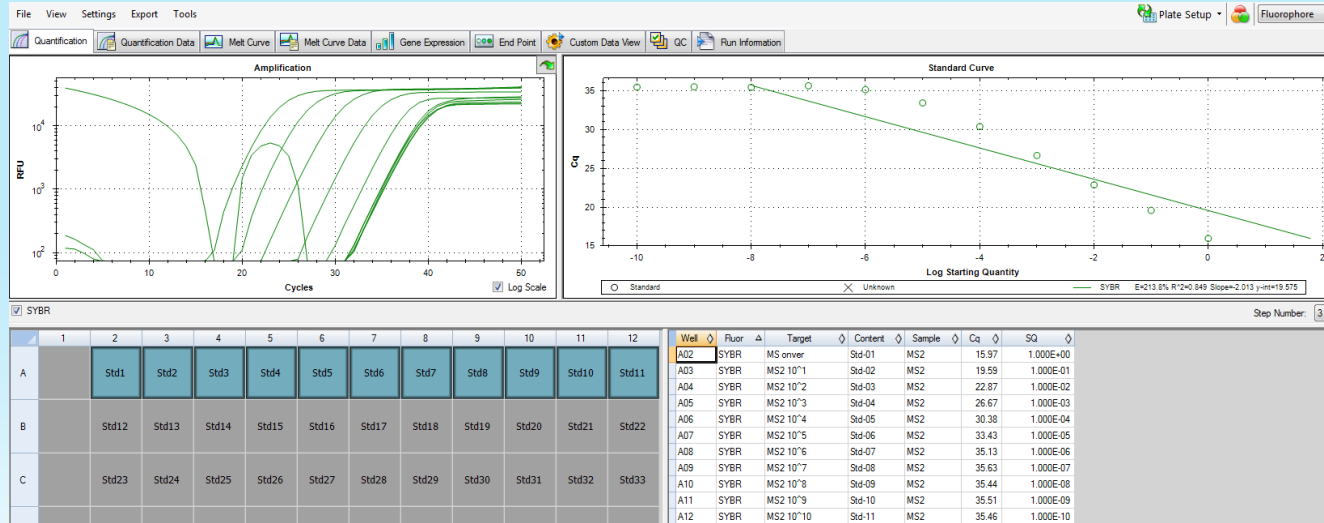 File View Settings Export Tools Plate Setup Fluorophore
Quantification Quantification Data Melt Curve Melt Curve Data Gene Expression End Point Custom Data View QC Run Information
Amplification
RFU
10^4
10^3
10^2
0 10 20 30 40 50
Cycles
Log Scale
Standard Curve
Cq
35
30
25
20
15
-10 -8 -6 -4 -2 0 2
Log Starting Quantity
Standard Unknown SYBR E=213.8% R^2=0.849 Slope=-2.013 y-int=19.575
SYBR Step Number: 3
1 2 3 4 5 6 7 8 9 10 11 12
A Std1 Std2 Std3 Std4 Std5 Std6 Std7 Std8 Std9 Std10 Std11
B Std12 Std13 Std14 Std15 Std16 Std17 Std18 Std19 Std20 Std21 Std22
C Std23 Std24 Std25 Std26 Std27 Std28 Std29 Std30 Std31 Std32 Std33
Well Fluor Target Content Sample Cq SQ
A02 SYBR MS onver Std-01 MS2 15.97 1.000E+00
A03 SYBR MS2 10^1 Std-02 MS2 19.59 1.000E-01
A04 SYBR MS2 10^2 Std-03 MS2 22.87 1.000E-02
A05 SYBR MS2 10^3 Std-04 MS2 26.67 1.000E-03
A06 SYBR MS2 10^4 Std-05 MS2 30.38 1.000E-04
A07 SYBR MS2 10^5 Std-06 MS2 33.43 1.000E-05
A08 SYBR MS2 10^6 Std-07 MS2 35.13 1.000E-06
A09 SYBR MS2 10^7 Std-08 MS2 35.63 1.000E-07
A10 SYBR MS2 10^8 Std-09 MS2 35.44 1.000E-08
A11 SYBR MS2 10^9 Std-10 MS2 35.51 1.000E-09
A12 SYBR MS2 10^10 Std-11 MS2 35.46 1.000E-10